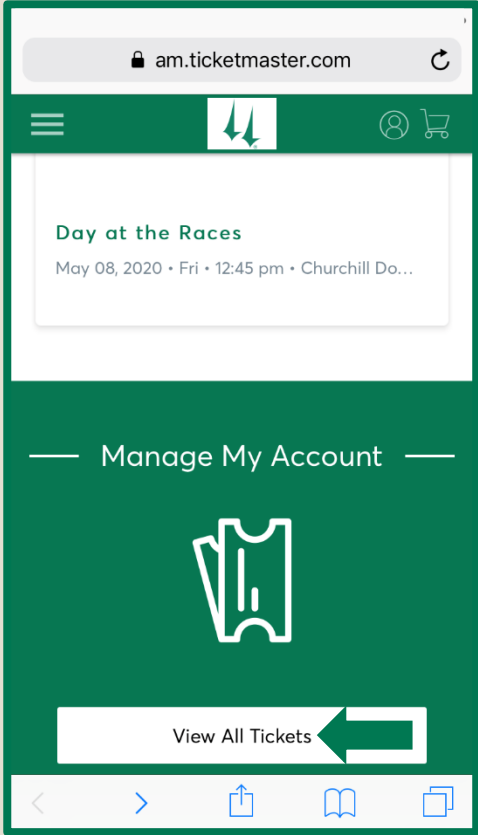 am.ticketmaster.com
Day at the Races
May 08, 2020 • Fri • 12:45 pm • Churchill Do...
Manage My Account
View All Tickets